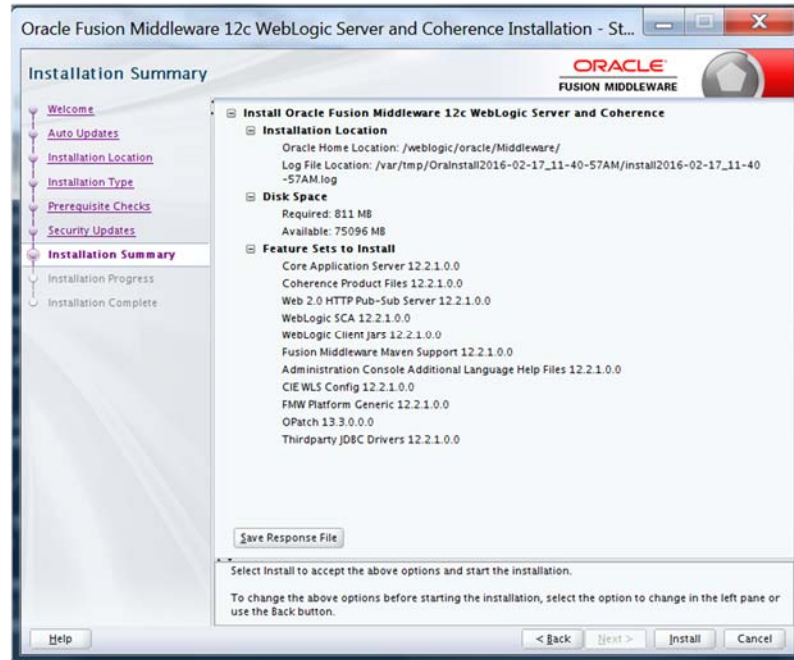 Oracle Fusion Middleware 12c WebLogic Server and Coherence Installation - St...
Installation Summary
ORACLE
FUSION MIDDLEWARE
Welcome
Auto Updates
Installation Location
Installation Type
Prerequisite Checks
Security Updates
Installation Summary
Installation Progress
Installation Complete
Install Oracle Fusion Middleware 12c WebLogic Server and Coherence
Installation Location
Oracle Home Location: /weblogic/oracle/Middleware/
Log File Location: /var/tmp/OraInstall2016-02-17_11-40-57AM/install2016-02-17_11-40
-57AM.log
Disk Space
Required: 811 MB
Available: 75096 MB
Feature Sets to Install
Core Application Server 12.2.1.0.0
Coherence Product Files 12.2.1.0.0
Web 2.0 HTTP Pub-Sub Server 12.2.1.0.0
WebLogic SCA 12.2.1.0.0
WebLogic Client Jars 12.2.1.0.0
Fusion Middleware Maven Support 12.2.1.0.0
Administration Console Additional Language Help Files 12.2.1.0.0
CIE WLS Config 12.2.1.0.0
FMW Platform Generic 12.2.1.0.0
OPatch 13.3.0.0.0
Thirdparty JDBC Drivers 12.2.1.0.0
Save Response File
Select Install to accept the above options and start the installation.
To change the above options before starting the installation, select the option to change in the left pane or
use the Back button.
Help
< Back
Next >
Install
Cancel